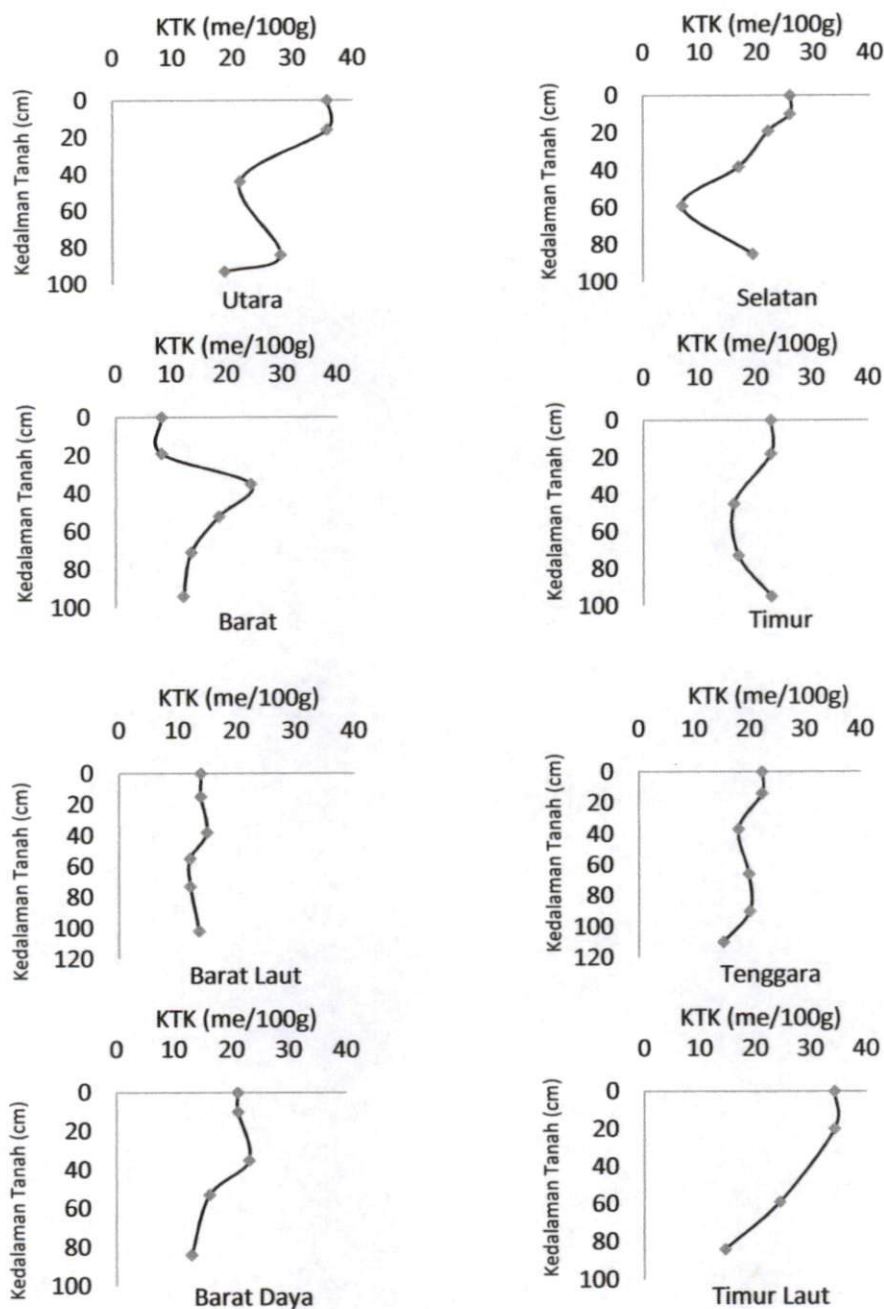 KTK (me/100g)
0 10 20 30 40
Kedalman Tanah (cm)
0
20
40
60
80
100
Utara
KTK (me/100g)
0 10 20 30 40
Kedalaman Tanah (cm)
0
20
40
60
80
100
Selatan
KTK (me/100g)
0 10 20 30 40
Kedalaman Tanah (cm)
0
20
40
60
80
100
Barat
KTK (me/100g)
0 10 20 30 40
Kedalaman Tanah (cm)
0
20
40
60
80
100
Timur
KTK (me/100g)
0 10 20 30 40
Kedalaman Tanah (cm)
0
20
40
60
80
100
120
Barat Laut
KTK (me/100g)
0 10 20 30 40
Kedalaman Tanah (cm)
0
20
40
60
80
100
120
Tenggara
KTK (me/100g)
0 10 20 30 40
Kedalaman Tanah (cm)
0
20
40
60
80
100
Barat Daya
KTK (me/100g)
0 10 20 30 40
Kedalaman Tanah (cm)
0
20
40
60
80
100
Timur Laut